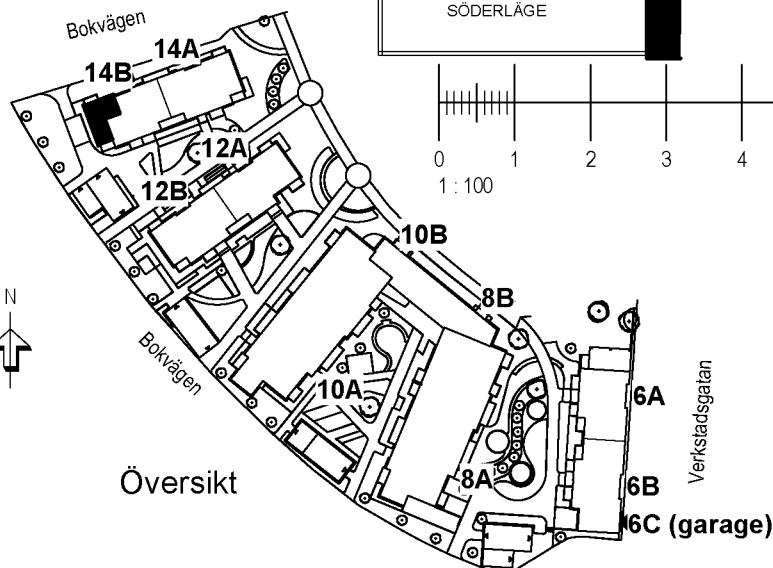 SÖDERLÄGE
Bokvägen
14A
14B
0 1 2 3 4
1 : 100
12A
12B
10B
8B
N
Bokvägen
10A
6A
Verkstadsgatan
Översikt
8A
6B
6C (garage)